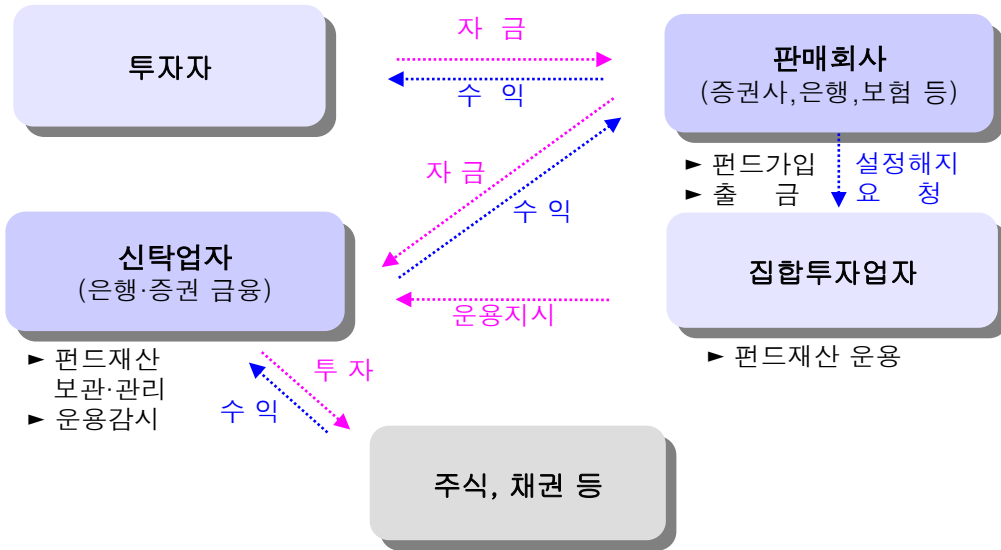 투자자
자 금
수 익
판매회사
(증권사,은행,보험 등)
► 펀드가입
► 출 금
설정해지
요 청
자 금
수 익
신탁업자
(은행·증권 금융)
집합투자업자
운용지시
► 펀드재산
보관·관리
► 운용감시
► 펀드재산 운용
투 자
수 익
주식, 채권 등